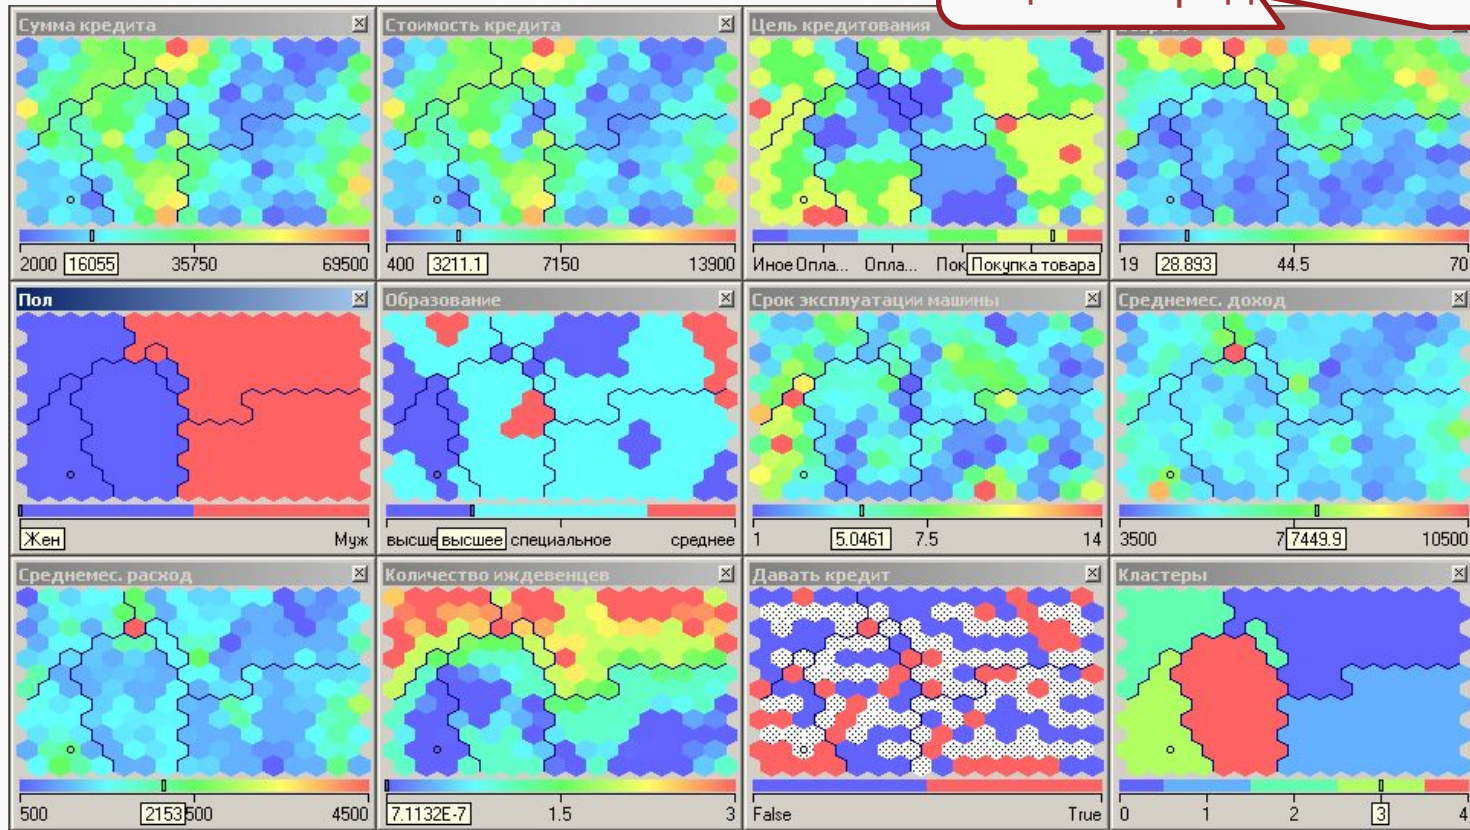 Сумма кредита
2000 16055 35750 69500
Стоимость кредита
400 3211.1 7150 13900
Цель кредитования
Иное Опла... Опла... Пок Покупка товара
19 28.893 44.5 70
Пол
Жен Муж
Образование
высше высшее специальное среднее
Срок эксплуатации машины
1 5.0461 7.5 14
Среднемес. доход
3500 7 7449.9 10500
Среднемес. расход
500 2153 500 4500
Количество иждевенцев
7.1132E-7 1.5 3
Давать кредит
False True
Кластеры
0 1 2 3 4